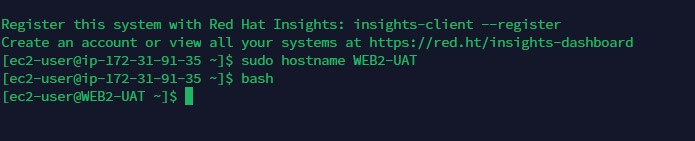 Register this system with Red Hat Insights: insights-client --register
Create an account or view all your systems at https://red.ht/insights-dashboard
[ec2-user@ip-172-31-91-35 ~]$ sudo hostname WEB2-UAT
[ec2-user@ip-172-31-91-35 ~]$ bash
[ec2-user@WEB2-UAT ~]$